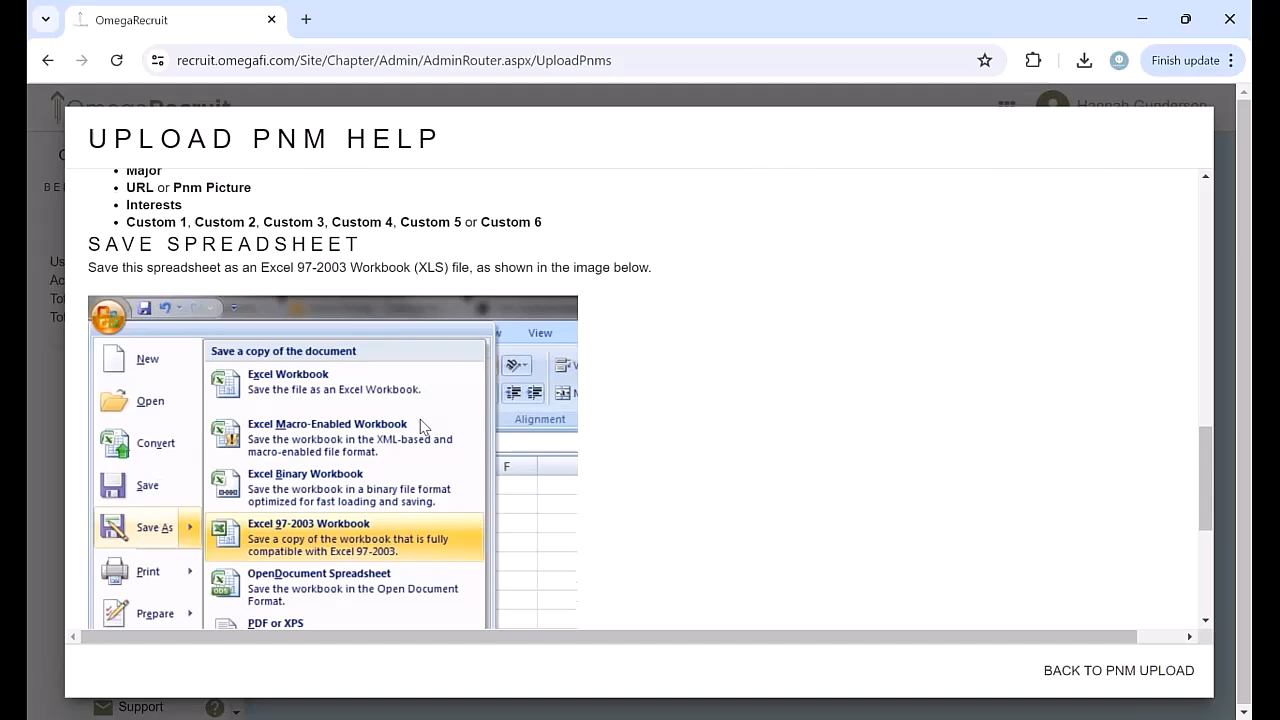 OmegaRecruit
recruit.omegafi.com/Site/Chapter/Admin/AdminRouter.aspx/UploadPnms
Finish update
OmegaRecruit
Hannah Gunderson
UPLOAD PNM HELP
• Major
• URL or Pnm Picture
• Interests
• Custom 1, Custom 2, Custom 3, Custom 4, Custom 5 or Custom 6
SAVE SPREADSHEET
Save this spreadsheet as an Excel 97-2003 Workbook (XLS) file, as shown in the image below.
View
Save a copy of the document
New
Excel Workbook
Save the file as an Excel Workbook.
Open
Excel Macro-Enabled Workbook
Save the workbook in the XML-based and
macro-enabled file format.
Alignment
Convert
Excel Binary Workbook
Save the workbook in a binary file format
optimized for fast loading and saving.
F
Save
Save As
Excel 97-2003 Workbook
Save a copy of the workbook that is fully
compatible with Excel 97-2003.
Print
OpenDocument Spreadsheet
Save the workbook in the Open Document
Format.
Prepare
PDF or XPS
BACK TO PNM UPLOAD
Support